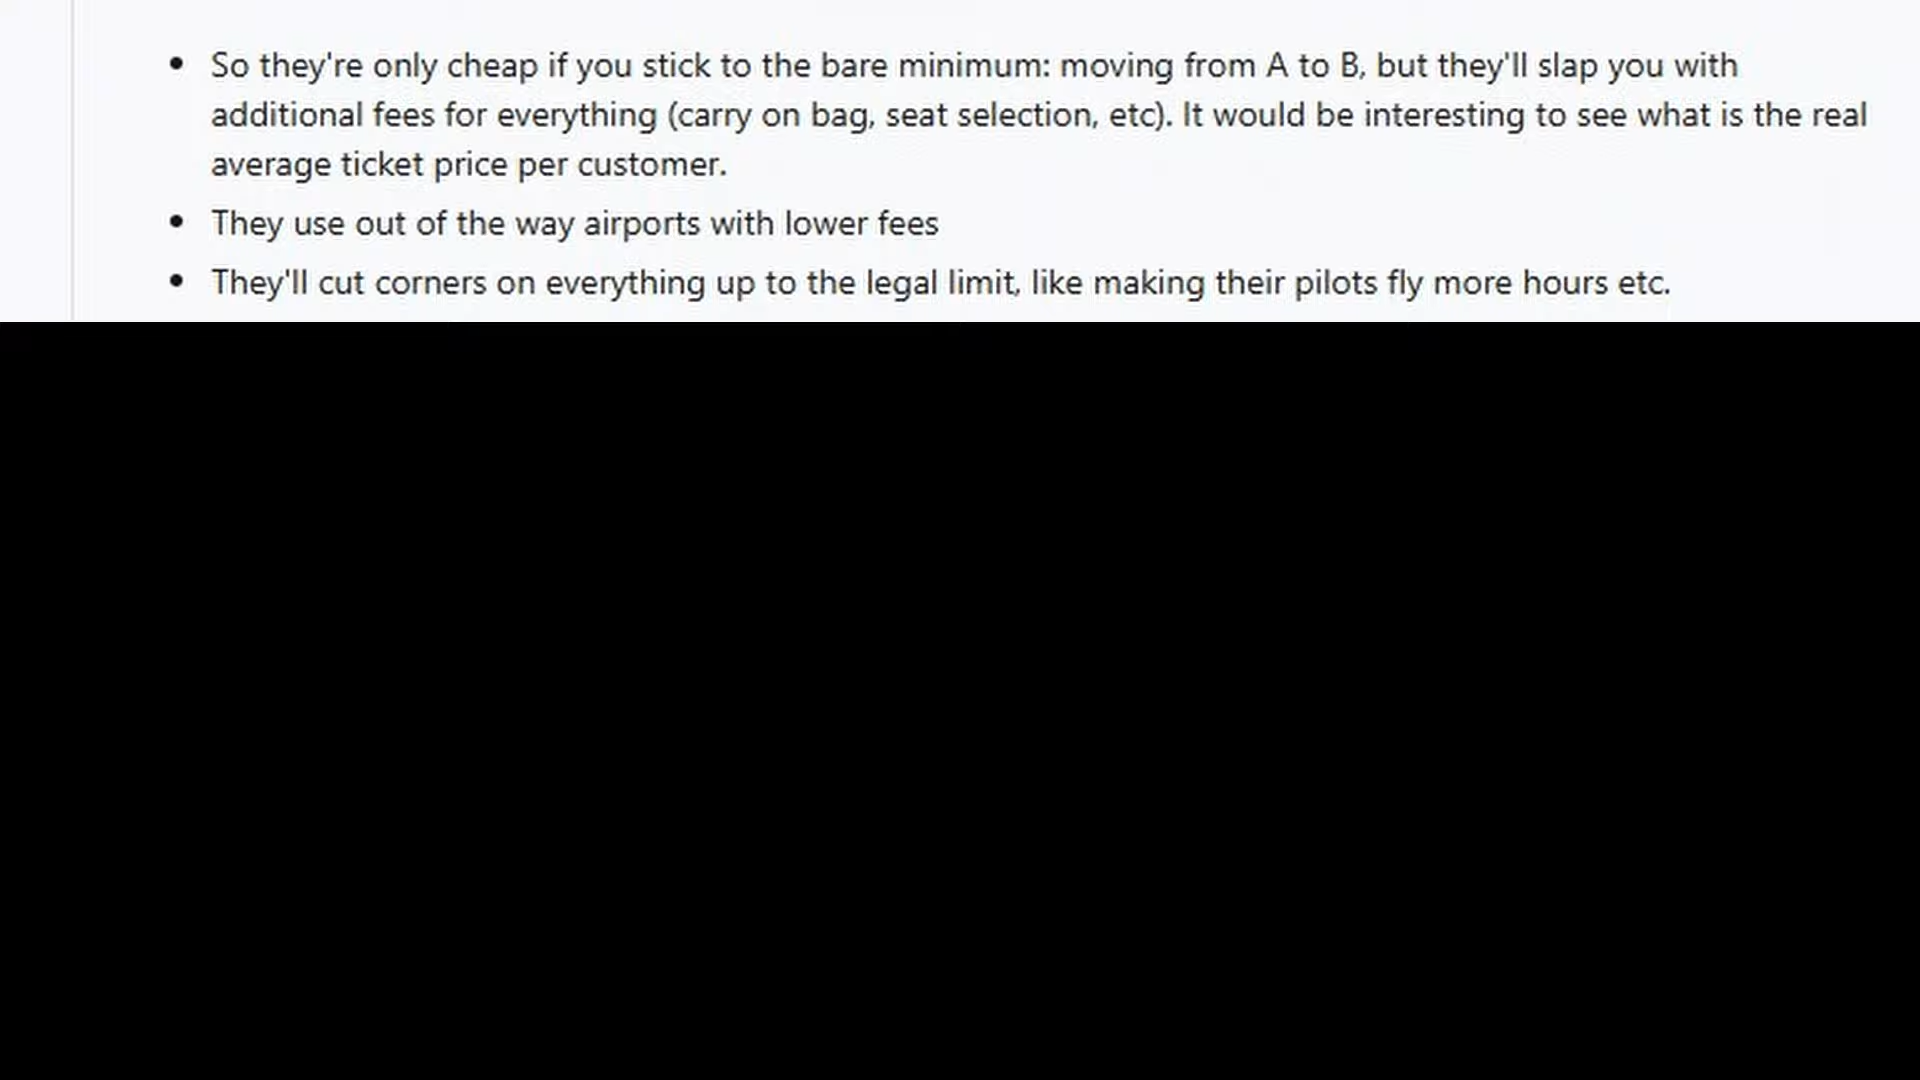 • So they're only cheap if you stick to the bare minimum: moving from A to B, but they'll slap you with
additional fees for everything (carry on bag, seat selection, etc). It would be interesting to see what is the real
average ticket price per customer.
• They use out of the way airports with lower fees
• They'll cut corners on everything up to the legal limit, like making their pilots fly more hours etc.